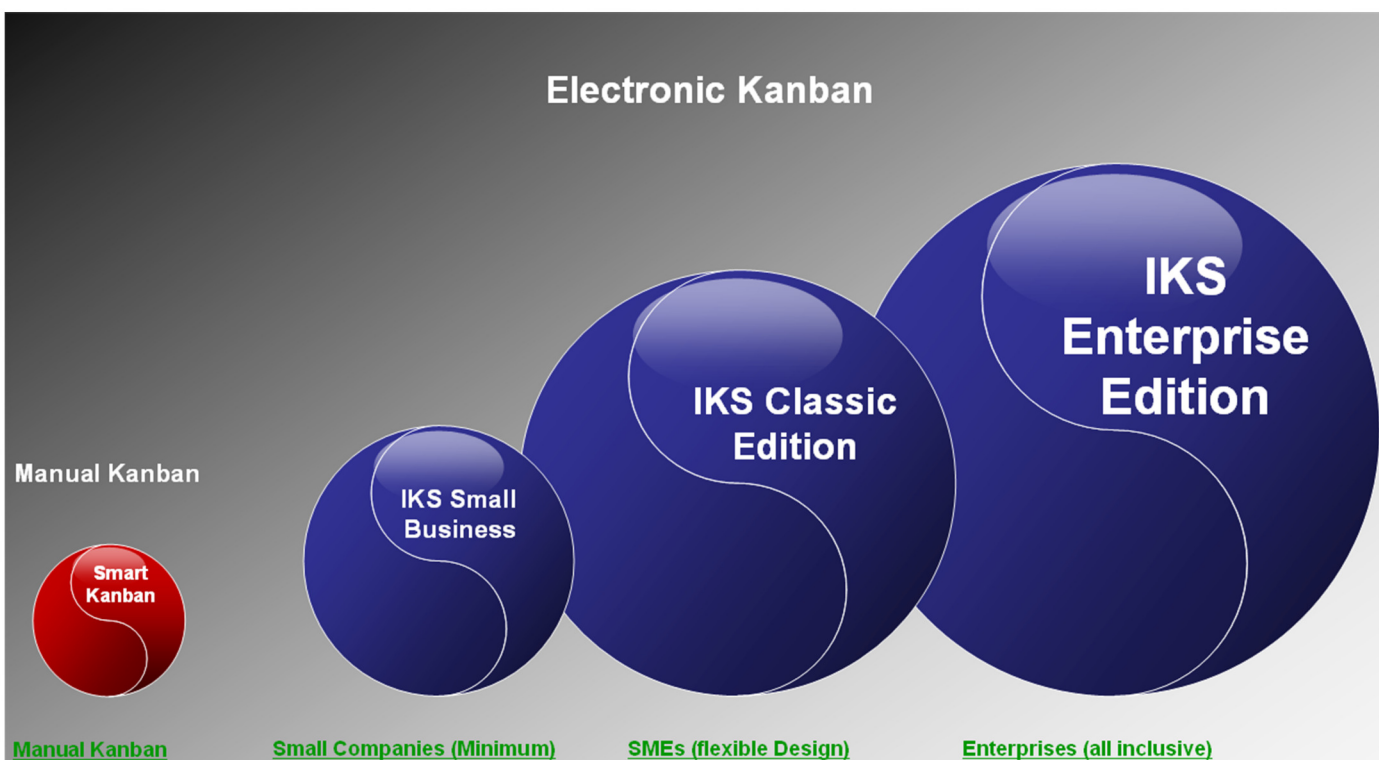 Electronic Kanban
IKS
Enterprise
Edition
IKS Classic
Edition
Manual Kanban
IKS Small
Business
Smart
Kanban
Manual Kanban
Small Companies (Minimum)
SMEs (flexible Design)
Enterprises (all inclusive)